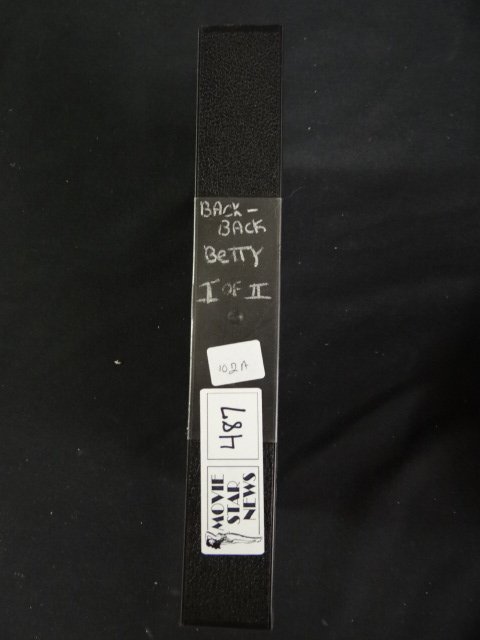 BACK-
BACK
BETTY
I OF II
102A
487
MOVIE
STAR
NEWS